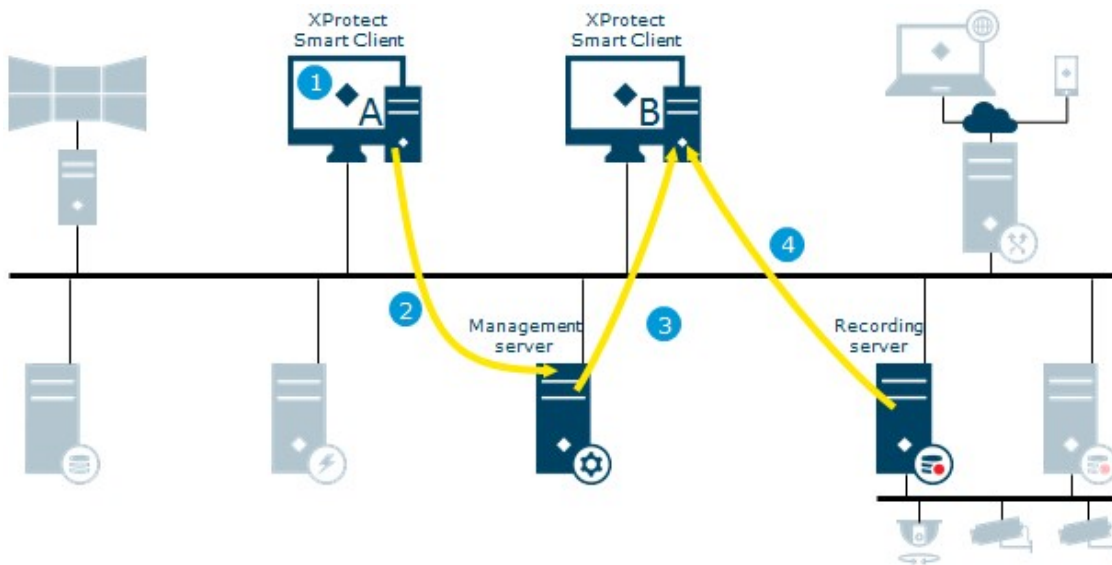 XProtect
Smart Client
XProtect
Smart Client
1
A
B
2
3
4
Management
server
Recording
server